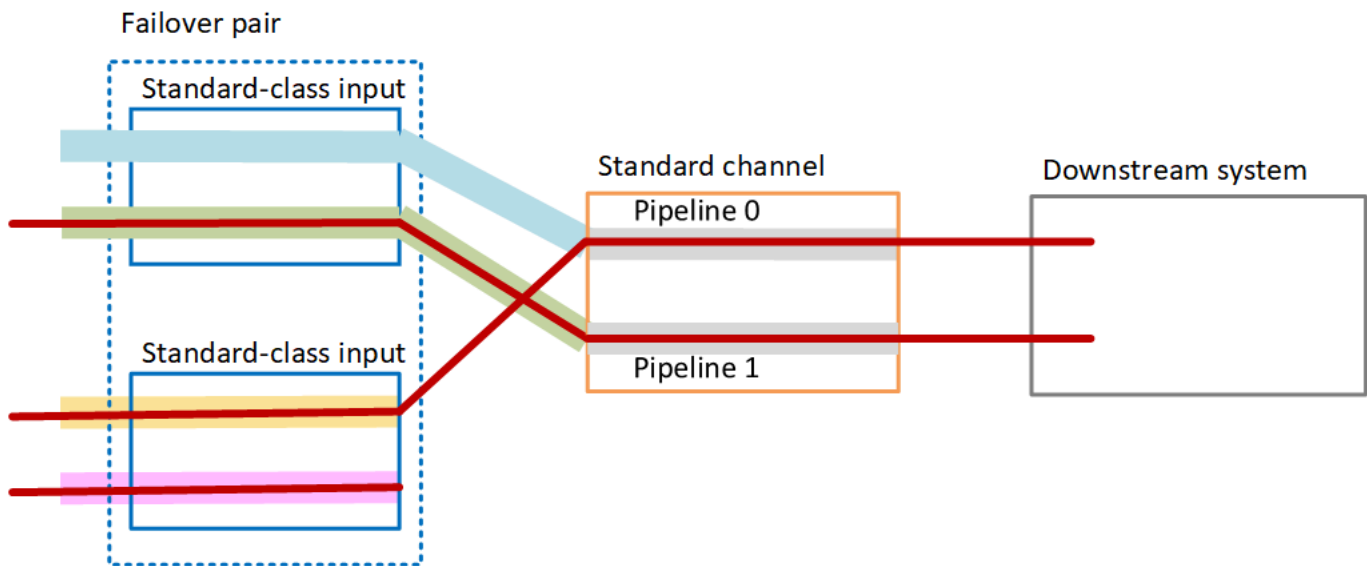 Failover pair
Standard-class input
Standard channel
Downstream system
Pipeline 0
Standard-class input
Pipeline 1